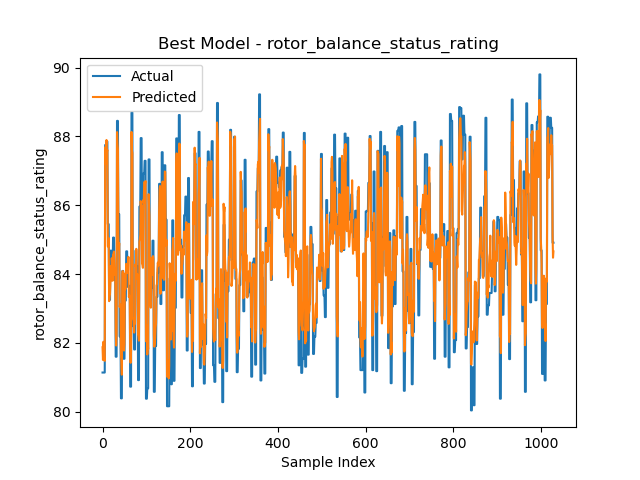 Best Model - rotor_balance_status_rating
Actual
Predicted
90
88
86
84
82
80
rotor_balance_status_rating
0
200
400
600
800
1000
Sample Index